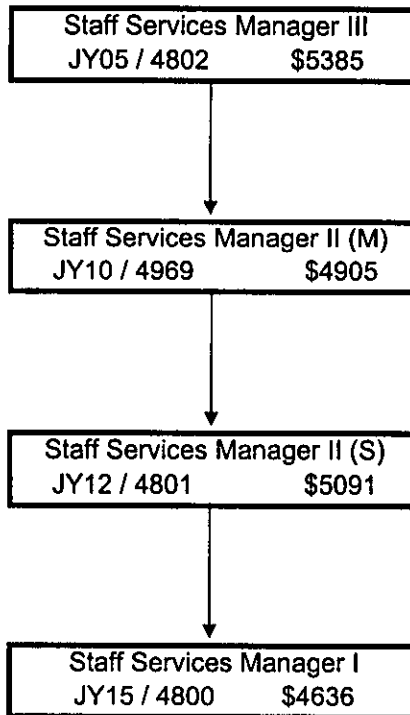 Staff Services Manager III
JY05 / 4802 $5385
Staff Services Manager II (M)
JY10 / 4969 $4905
Staff Services Manager II (S)
JY12 / 4801 $5091
Staff Services Manager I
JY15 / 4800 $4636